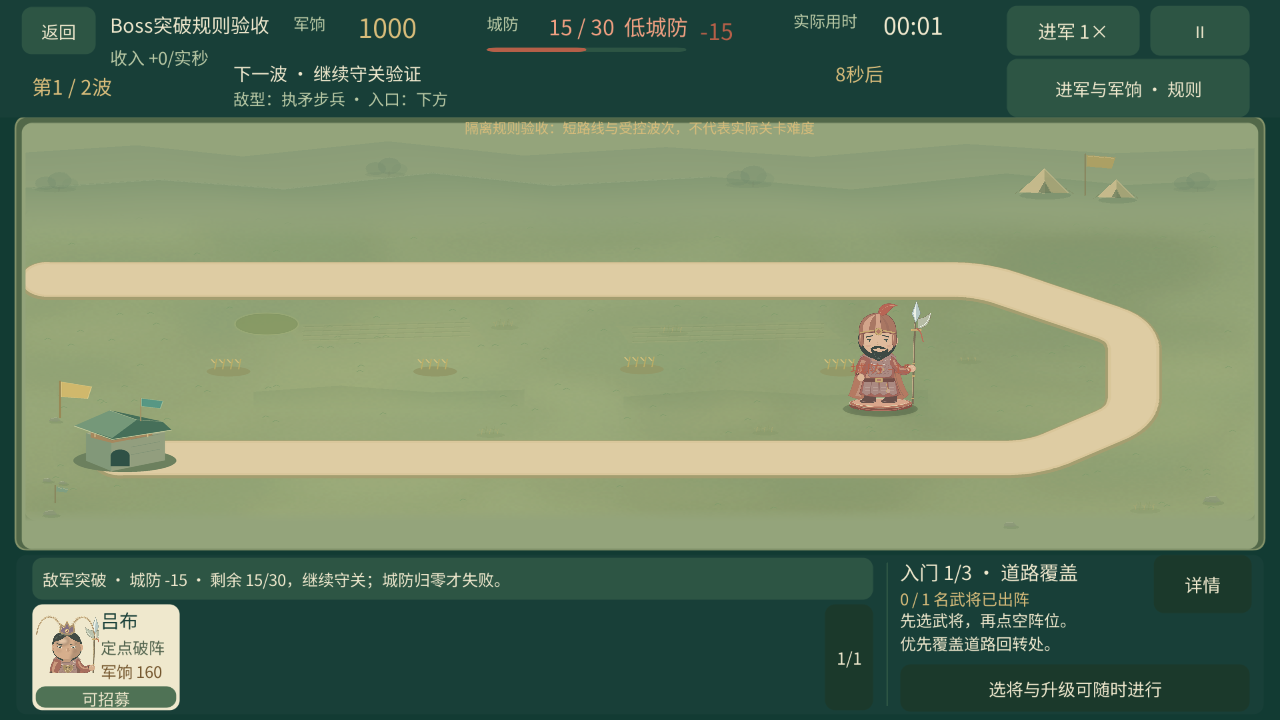 返回
Boss突破规则验收
军饷
1000
城防
15 / 30 低城防
-15
实际用时
00:01
进军 1×
II
收入 +0/实秒
第1 / 2波
下一波 · 继续守关验证
敌型：执矛步兵 · 入口：下方
8秒后
进军与军饷 · 规则
隔离规则验收：短路线与受控波次，不代表实际关卡难度
敌军突破 · 城防 -15 · 剩余 15/30，继续守关；城防归零才失败。
吕布
定点破阵
军饷 160
可招募
1/1
入门 1/3 · 道路覆盖
0 / 1 名武将已出阵
先选武将，再点空阵位。
优先覆盖道路回转处。
详情
选将与升级可随时进行